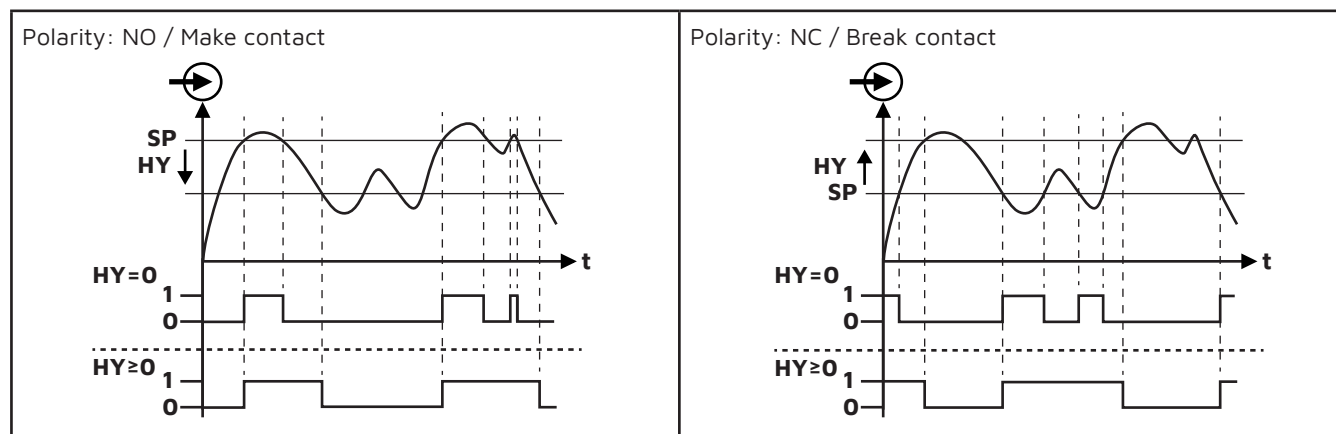 Polarity: NO / Make contact
SP
HY
t
HY=0
1
0
HY≥0
1
0
Polarity: NC / Break contact
HY
SP
t
HY=0
1
0
HY≥0
1
0